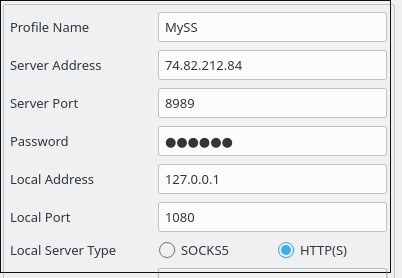 Profile Name MySS
Server Address 74.82.212.84
Server Port 8989
Password ●●●●●●
Local Address 127.0.0.1
Local Port 1080
Local Server Type SOCKS5 HTTP(S)